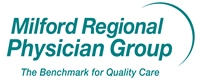 Milford Regional
Physician Group
The Benchmark for Quality Care